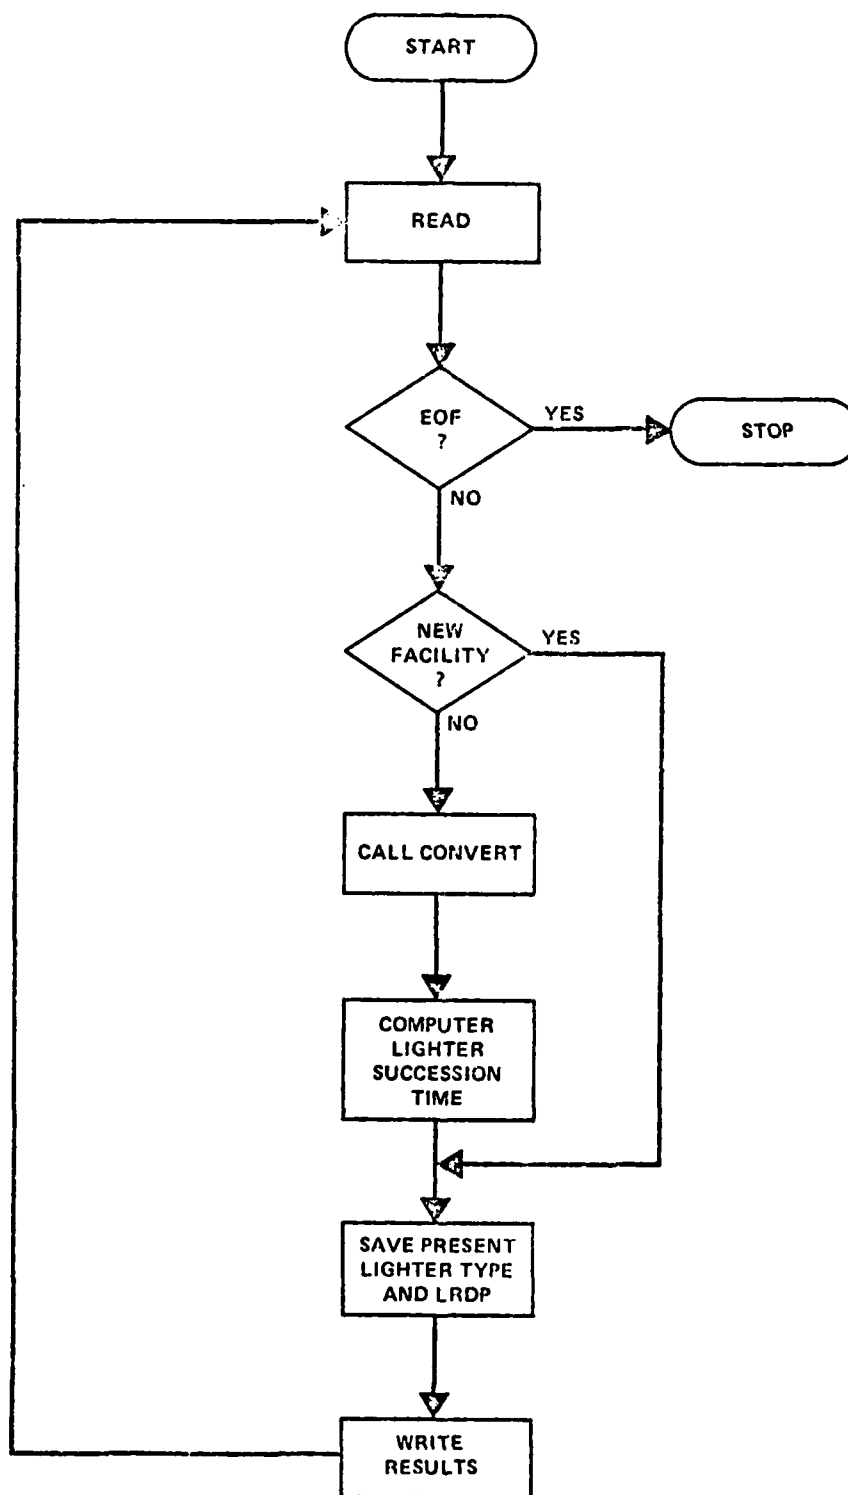 START
READ
EOF
?
YES
STOP
NO
NEW
FACILITY
?
YES
NO
CALL CONVERT
COMPUTER
LIGHTER
SUCCESSION
TIME
SAVE PRESENT
LIGHTER TYPE
AND LRDP
WRITE
RESULTS